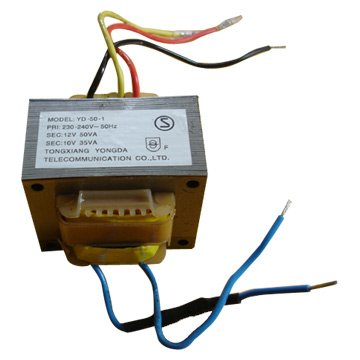 MODEL: YD-50-1
PRI: 230-240V~50Hz
SEC: 12V 50VA
SEC: 10V 35VA
TONGXIANG YONGDA
TELECOMMUNICATION CO., LTD.
S
F